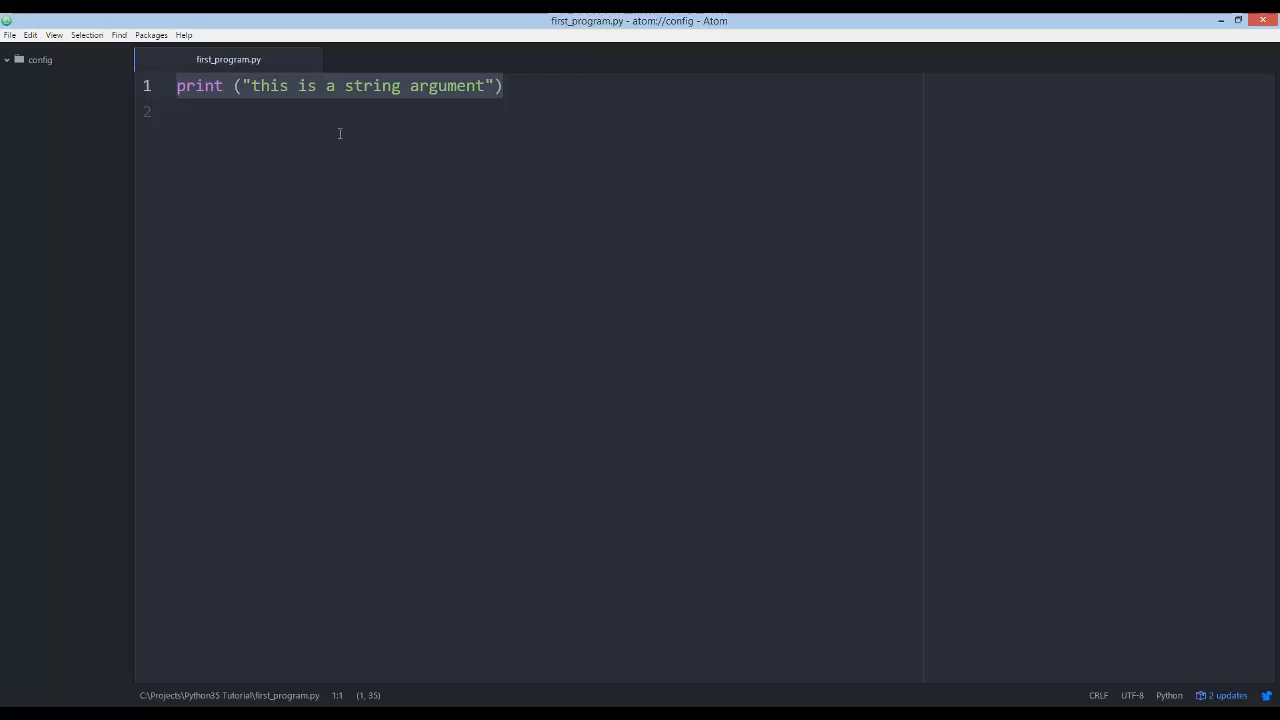 first_program.py - atom://config - Atom
File Edit View Selection Find Packages Help
config
first_program.py
1 print ("this is a string argument")
2
C:\Projects\Python35 Tutorial\first_program.py 1:1 (1, 35) CRLF UTF-8 Python 2 updates